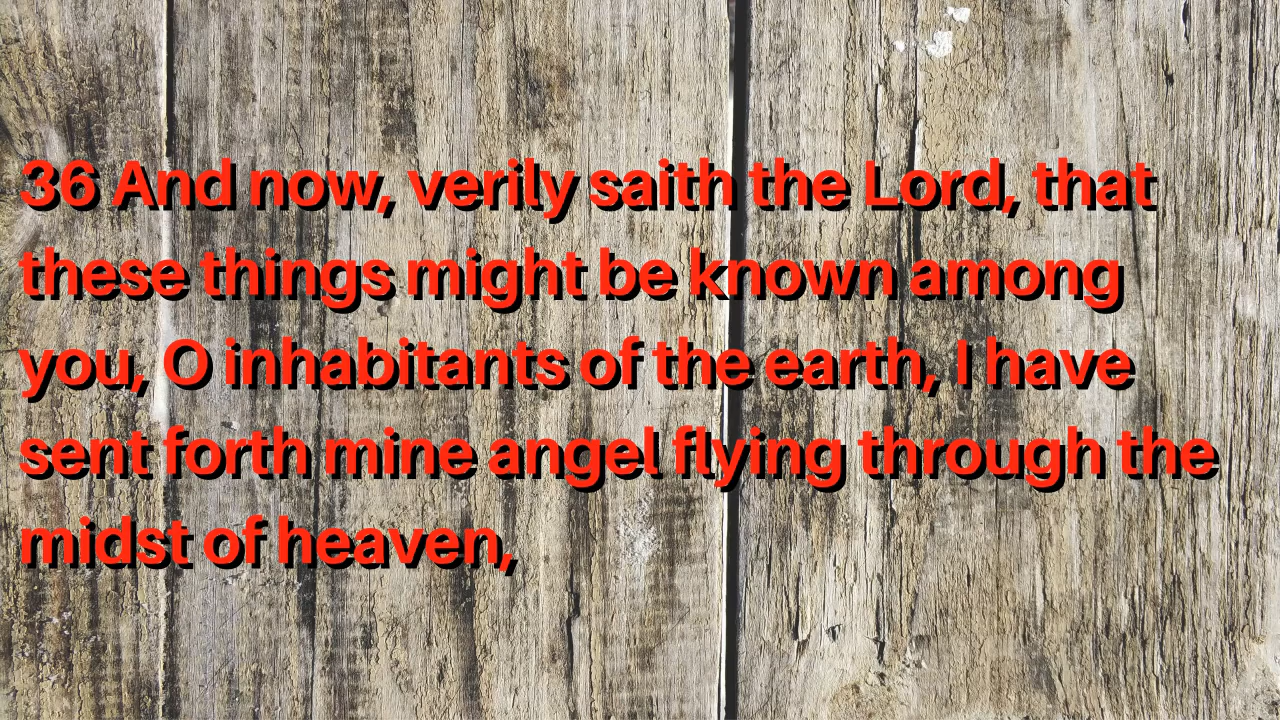 36 And now, verily saith the Lord, that
these things might be known among
you, O inhabitants of the earth, I have
sent forth mine angel flying through the
midst of heaven,